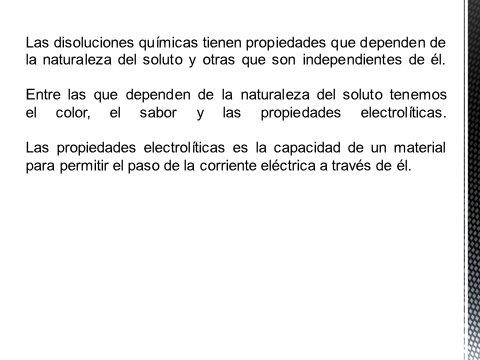 Las disoluciones químicas tienen propiedades que dependen de
la naturaleza del soluto y otras que son independientes de él.
Entre las que dependen de la naturaleza del soluto tenemos
el color, el sabor y las propiedades electrolíticas.
Las propiedades electrolíticas es la capacidad de un material
para permitir el paso de la corriente eléctrica a través de él.